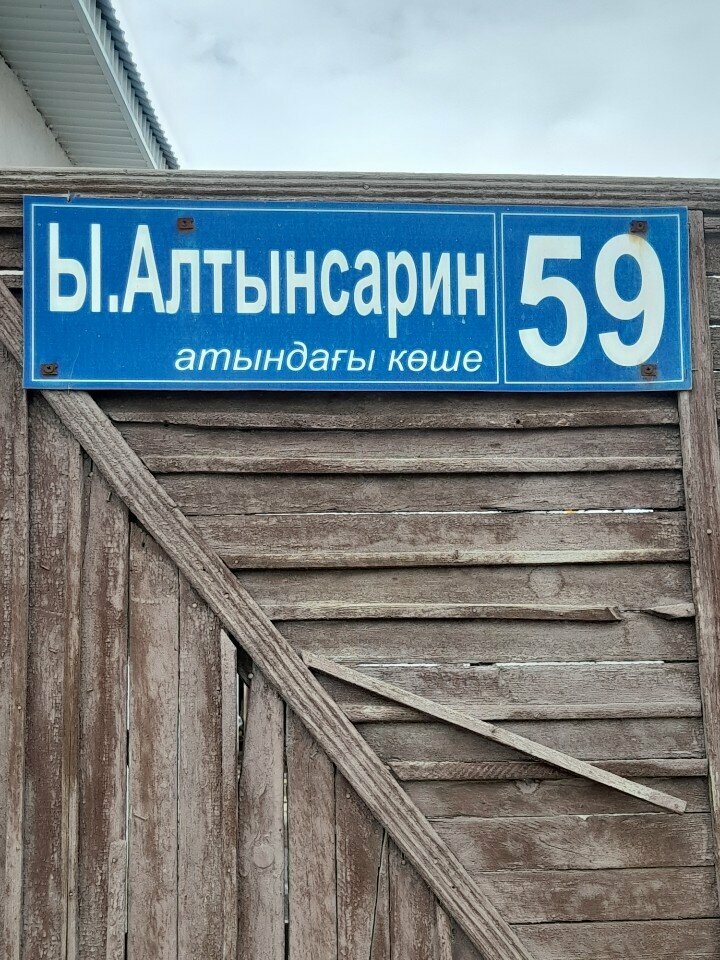 Ы.Алтынсарин 59
атындағы көше